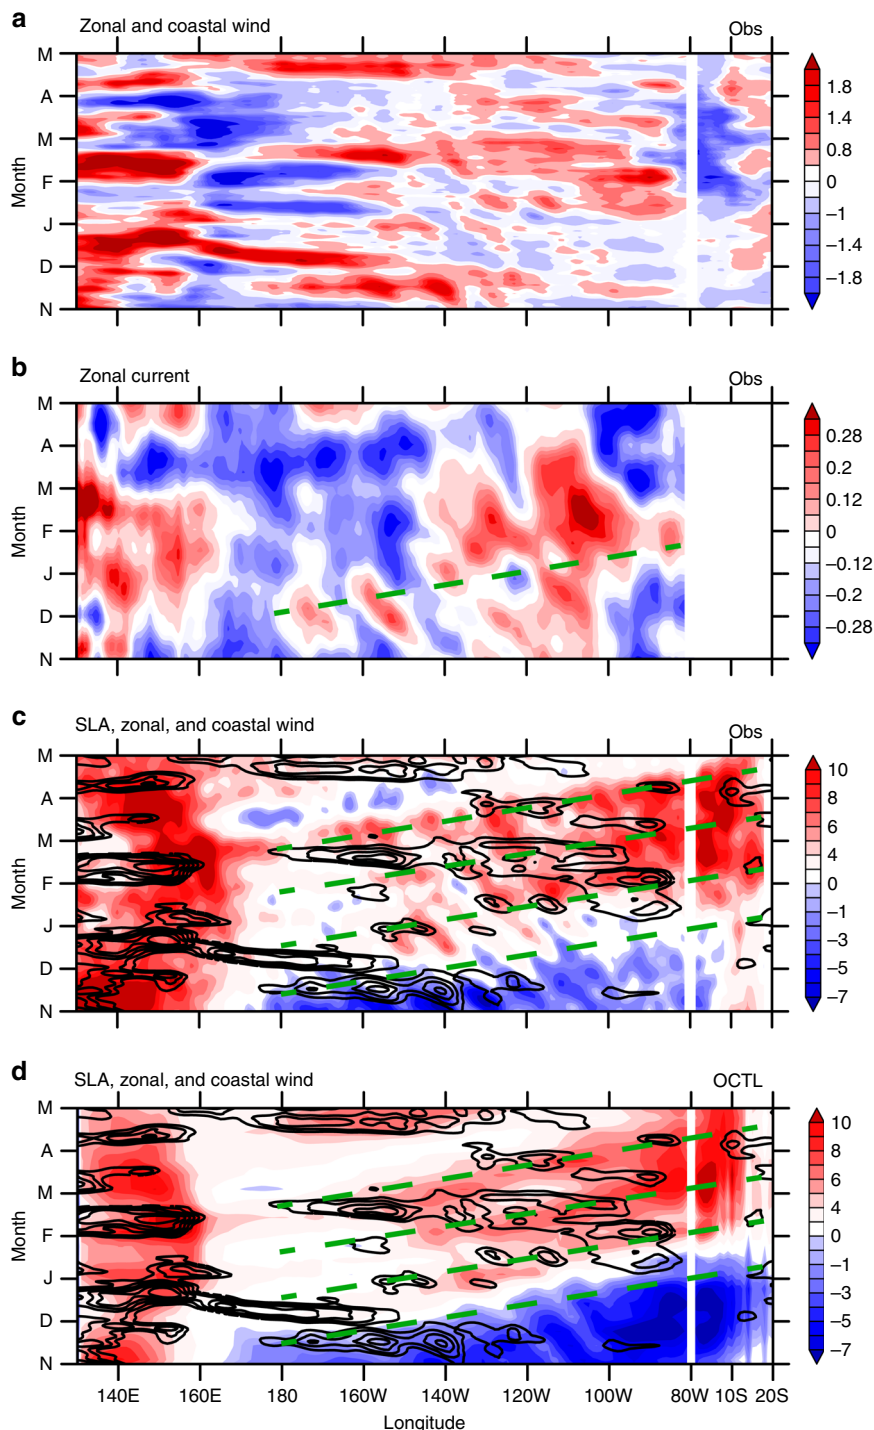 a
Zonal and coastal wind
Obs
M
A
M
F
J
D
N
Month
1.8
1.4
0.8
0
−1
−1.4
−1.8
b
Zonal current
Obs
M
A
M
F
J
D
N
Month
0.28
0.2
0.12
0
−0.12
−0.2
−0.28
c
SLA, zonal, and coastal wind
Obs
M
A
M
F
J
D
N
Month
10
8
6
4
0
−1
−3
−5
−7
d
SLA, zonal, and coastal wind
OCTL
M
A
M
F
J
D
N
Month
10
8
6
4
0
−1
−3
−5
−7
140E 160E 180 160W 140W 120W 100W 80W 10S 20S
Longitude